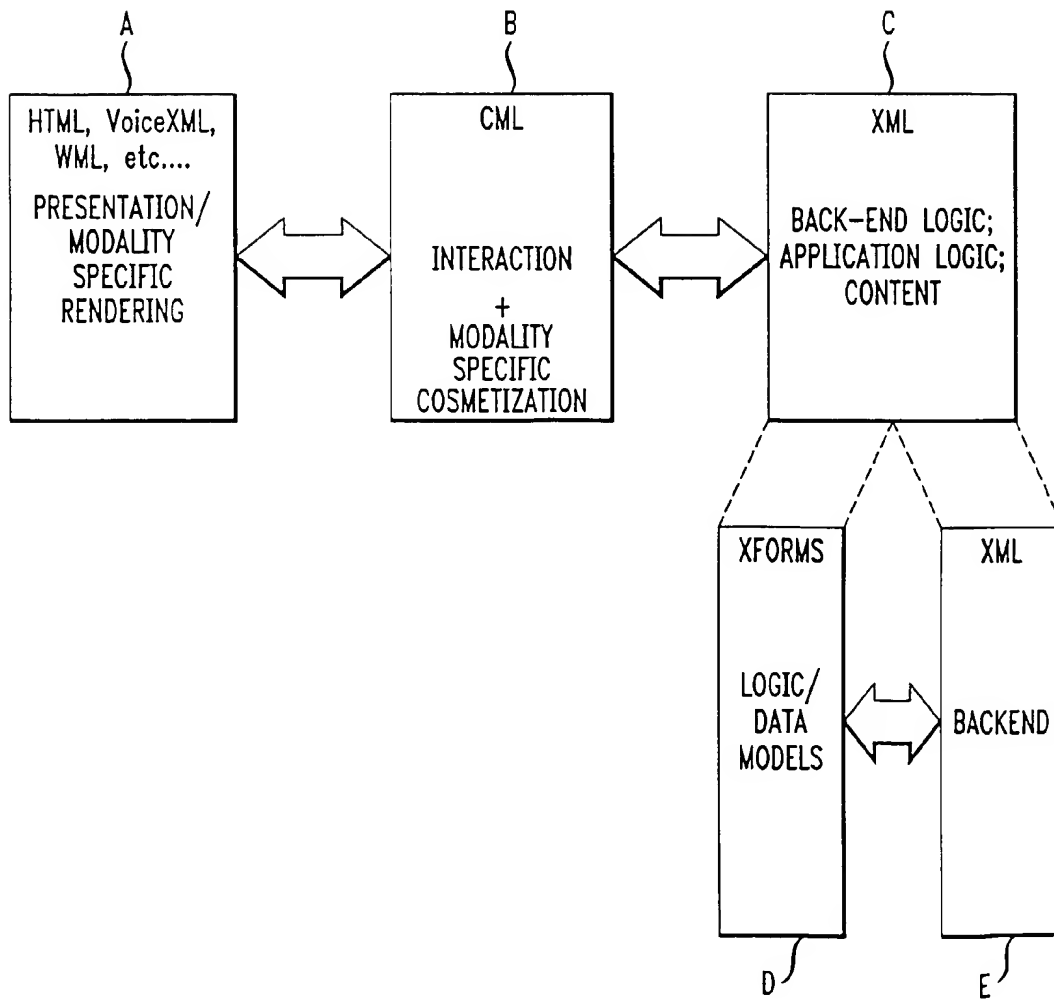 A
B
C
HTML, VoiceXML,
WML, etc....
PRESENTATION/
MODALITY
SPECIFIC
RENDERING
CML
INTERACTION
+
MODALITY
SPECIFIC
COSMETIZATION
XML
BACK-END LOGIC;
APPLICATION LOGIC;
CONTENT
XFORMS
LOGIC/
DATA
MODELS
XML
BACKEND
D
E